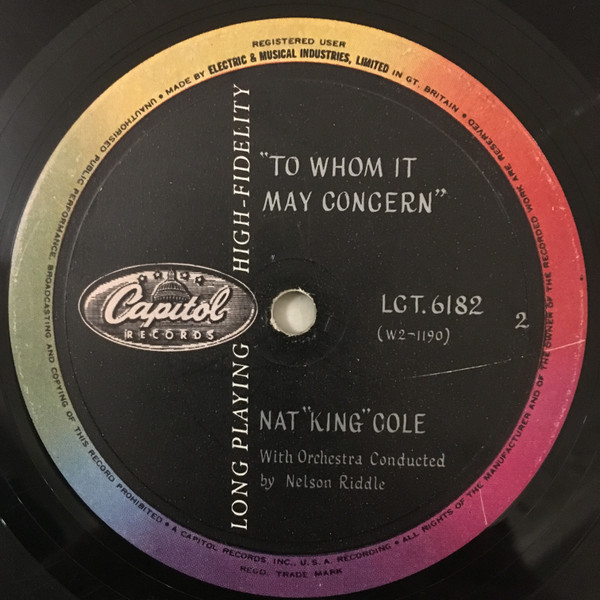 REGISTERED USER
UNAUTHORISED PUBLIC PERFORMANCE, BROADCASTING AND COPYING OF THIS RECORD PROHIBITED • A CAPITOL RECORDS, INC., U.S.A. RECORDING • ALL RIGHTS OF THE MANUFACTURER AND OF THE OWNER OF THE RECORDED WORK ARE RESERVED •
• MADE BY ELECTRIC & MUSICAL INDUSTRIES, LIMITED IN GT. BRITAIN •
REGD. TRADE MARK
LONG PLAYING HIGH-FIDELITY
"TO WHOM IT
MAY CONCERN"
Capitol
RECORDS
LCT. 6182
(W2-1190)
2
NAT "KING" COLE
With Orchestra Conducted
by Nelson Riddle